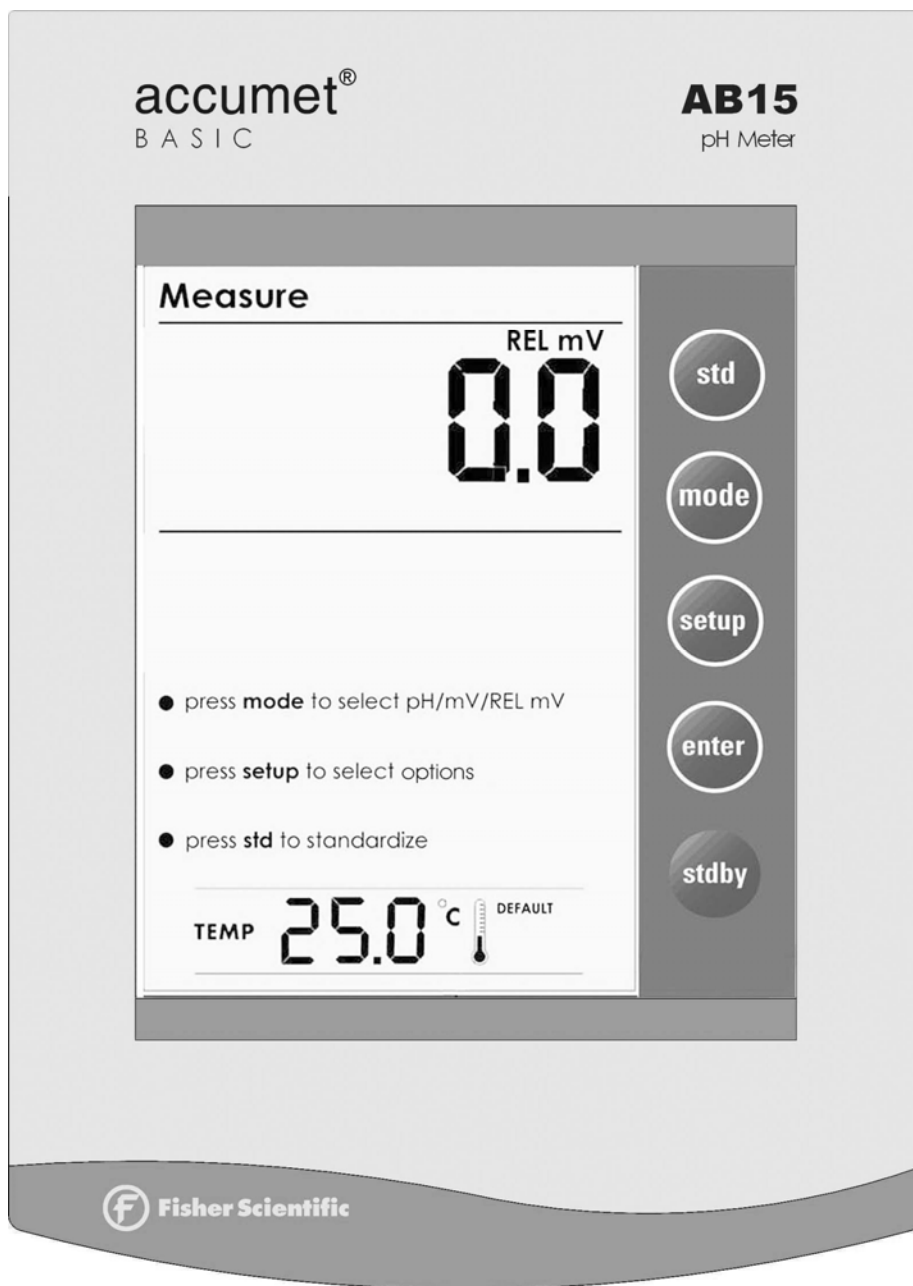 accumet®
BASIC
AB15
pH Meter
Measure
REL mV
0.0
● press mode to select pH/mV/REL mV
● press setup to select options
● press std to standardize
TEMP 25.0 °C DEFAULT
std
mode
setup
enter
stdby
F Fisher Scientific